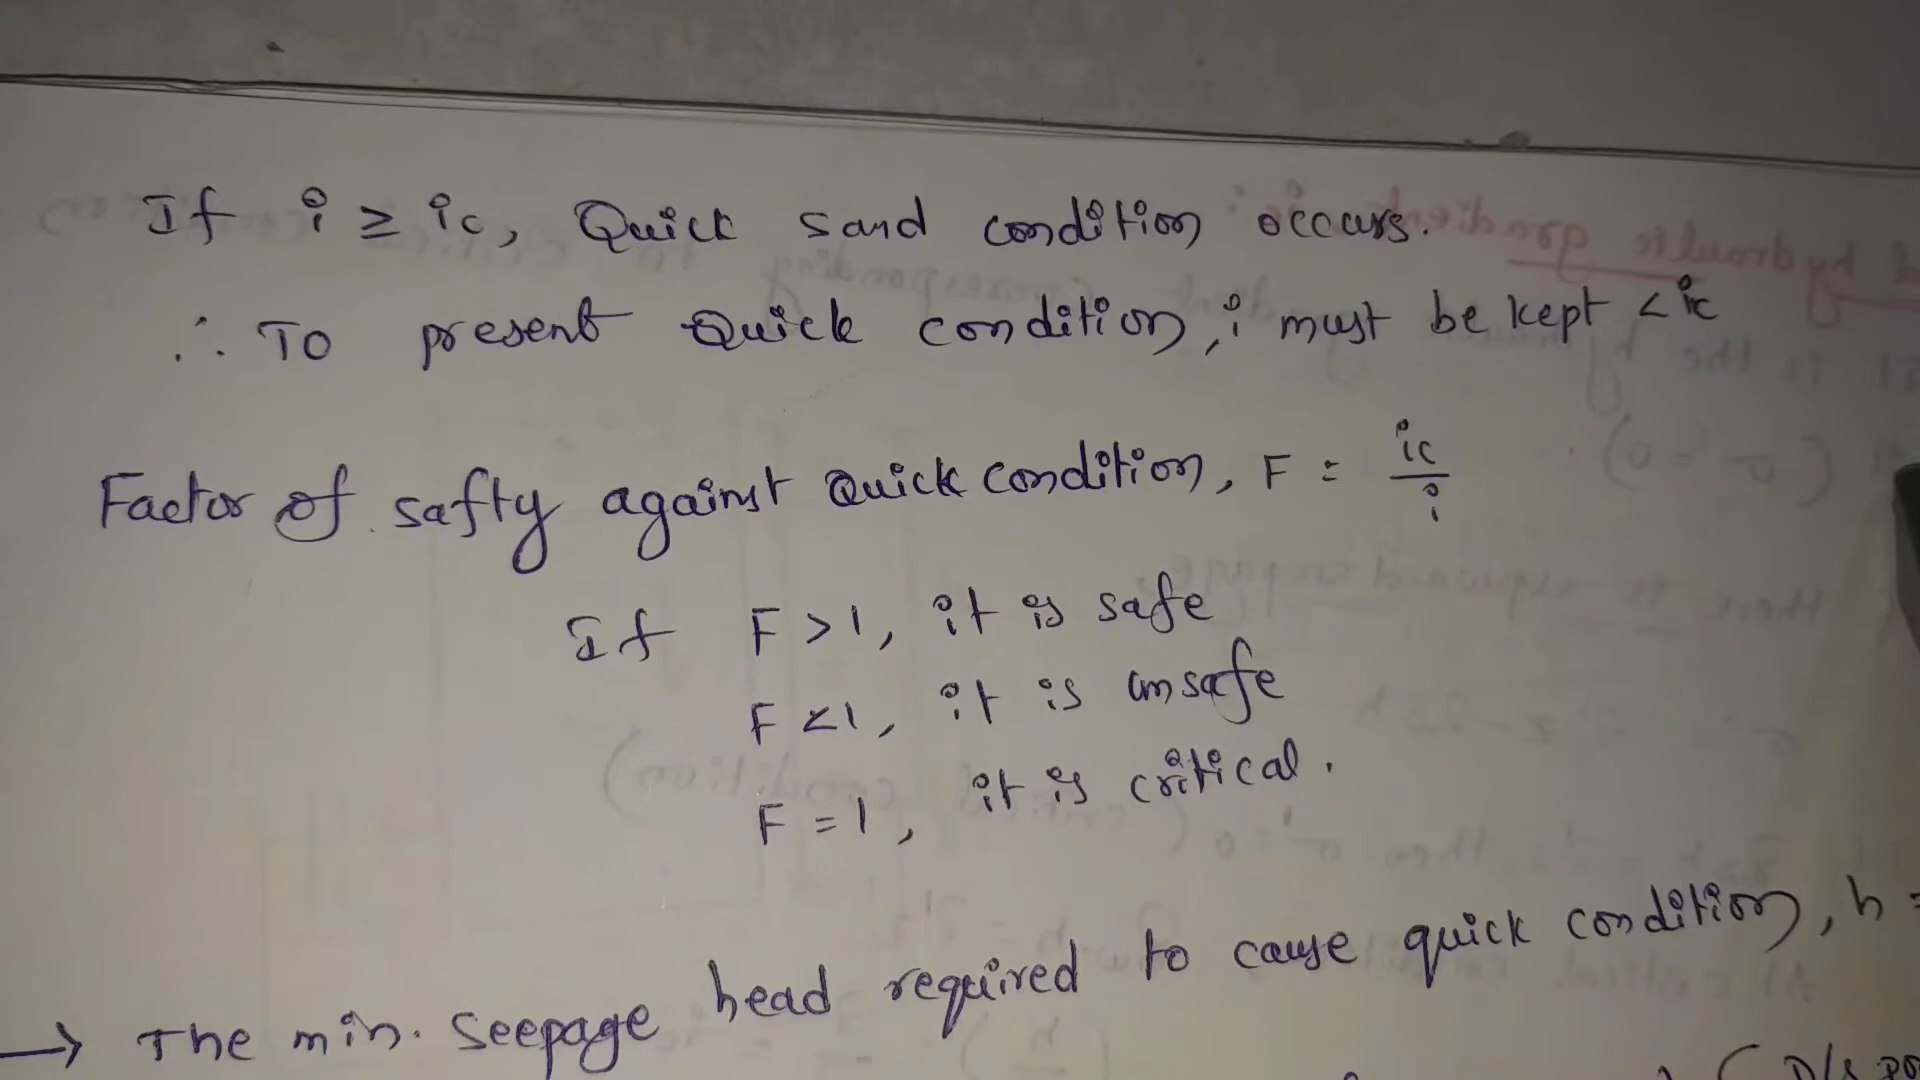 If i ≥ ic, Quick sand condition occurs.
∴ To present Quick condition, i must be kept < ic
Factor of safty against Quick condition, F = ic/i
If F > 1, it is safe
F < 1, it is unsafe
F = 1, it is critical.
→ The min. seepage head required to cause quick condition, h =